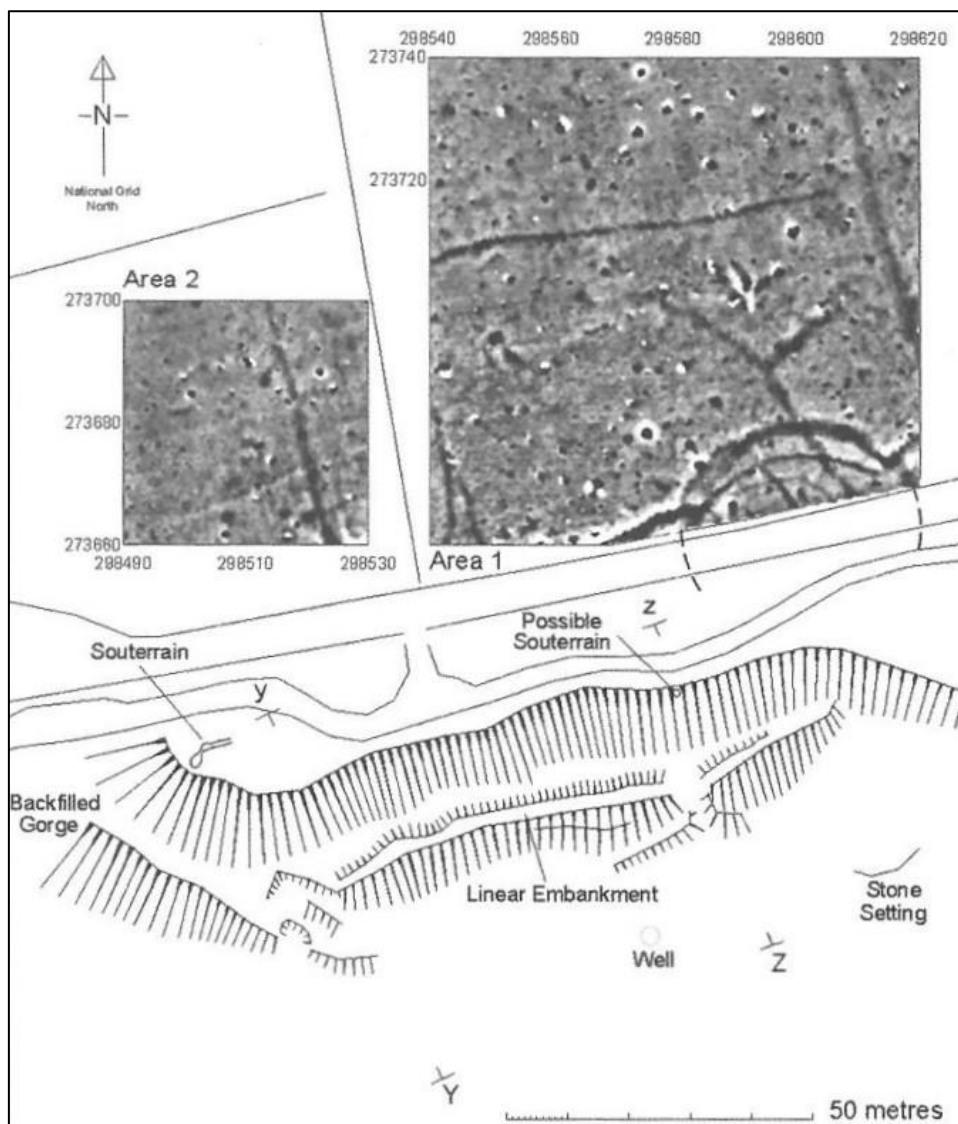 298540 298560 298580 298600 298620
273740
N
National Grid
North
273720
Area 2
273700
273680
273660
298490 298510 298530
Area 1
Possible
Souterrain
z
Souterrain
y
Backfilled
Gorge
Linear Embankment
Stone
Setting
Well
Z
Y
50 metres